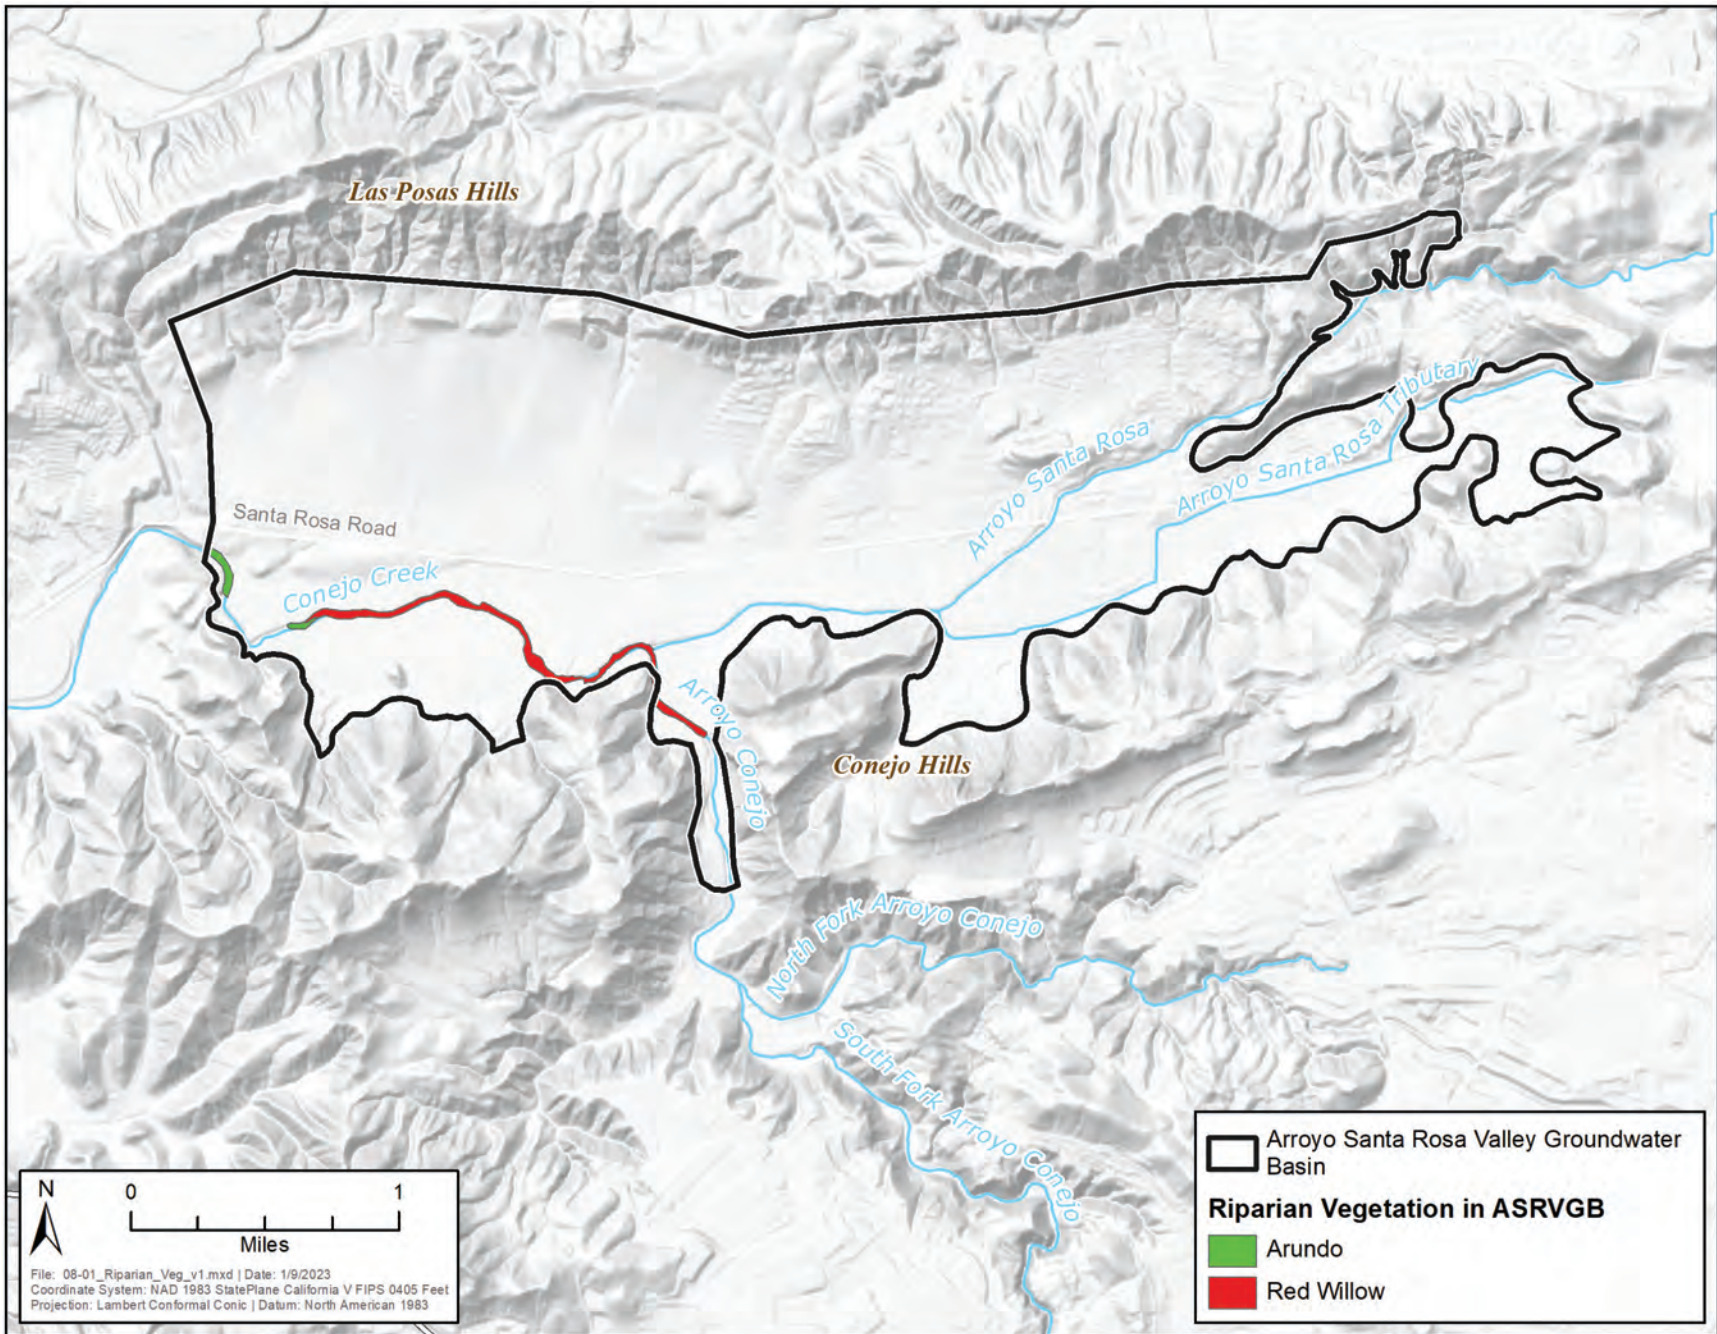 Las Posas Hills
Arroyo Santa Rosa Tributary
Arroyo Santa Rosa
Santa Rosa Road
Conejo Creek
Arroyo Conejo
Conejo Hills
North Fork Arroyo Conejo
South Fork Arroyo Conejo
N
0 1
Miles
File: 08-01_Riparian_Veg_v1.mxd | Date: 1/9/2023
Coordinate System: NAD 1983 StatePlane California V FIPS 0405 Feet
Projection: Lambert Conformal Conic | Datum: North American 1983
Arroyo Santa Rosa Valley Groundwater
Basin
Riparian Vegetation in ASRVGB
Arundo
Red Willow